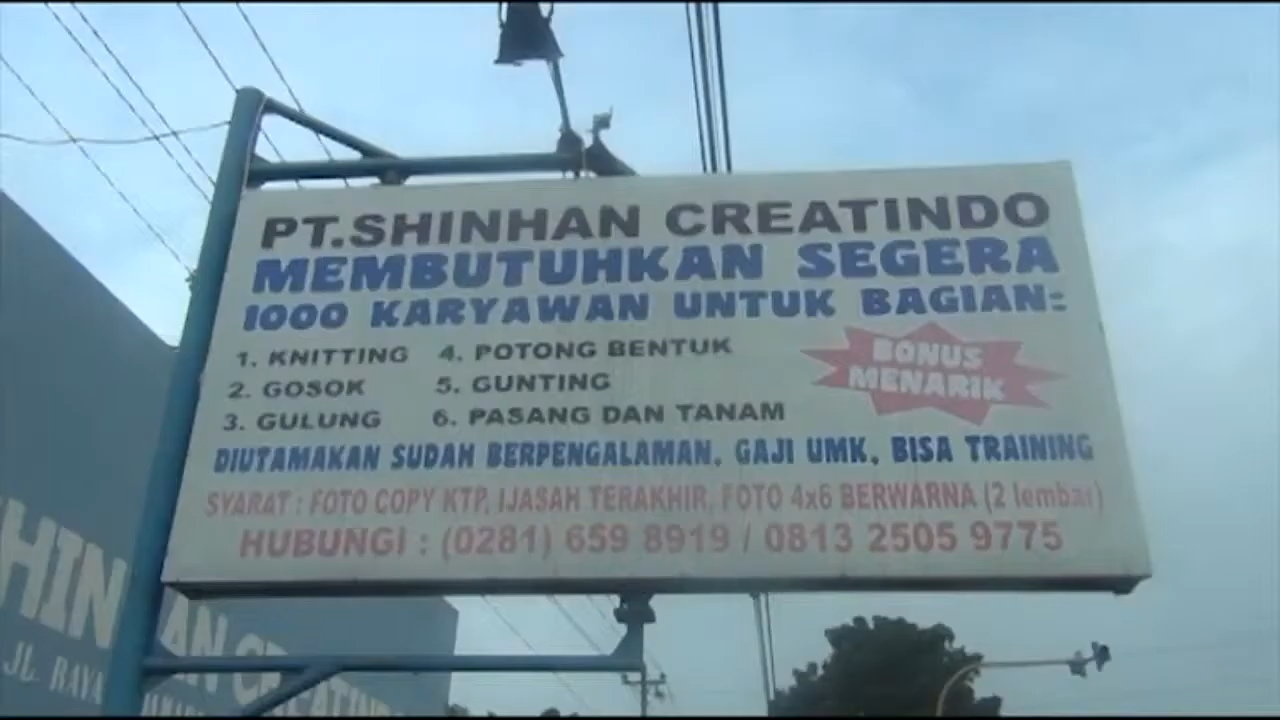 PT.SHINHAN CREATINDO
MEMBUTUHKAN SEGERA
1000 KARYAWAN UNTUK BAGIAN:
1. KNITTING
2. GOSOK
3. GULUNG
4. POTONG BENTUK
5. GUNTING
6. PASANG DAN TANAM
BONUS
MENARIK
DIUTAMAKAN SUDAH BERPENGALAMAN, GAJI UMK, BISA TRAINING
SYARAT : FOTO COPY KTP, IJASAH TERAKHIR, FOTO 4x6 BERWARNA (2 lembar)
HUBUNGI : (0281) 659 8919 / 0813 2505 9775
JL RAYA